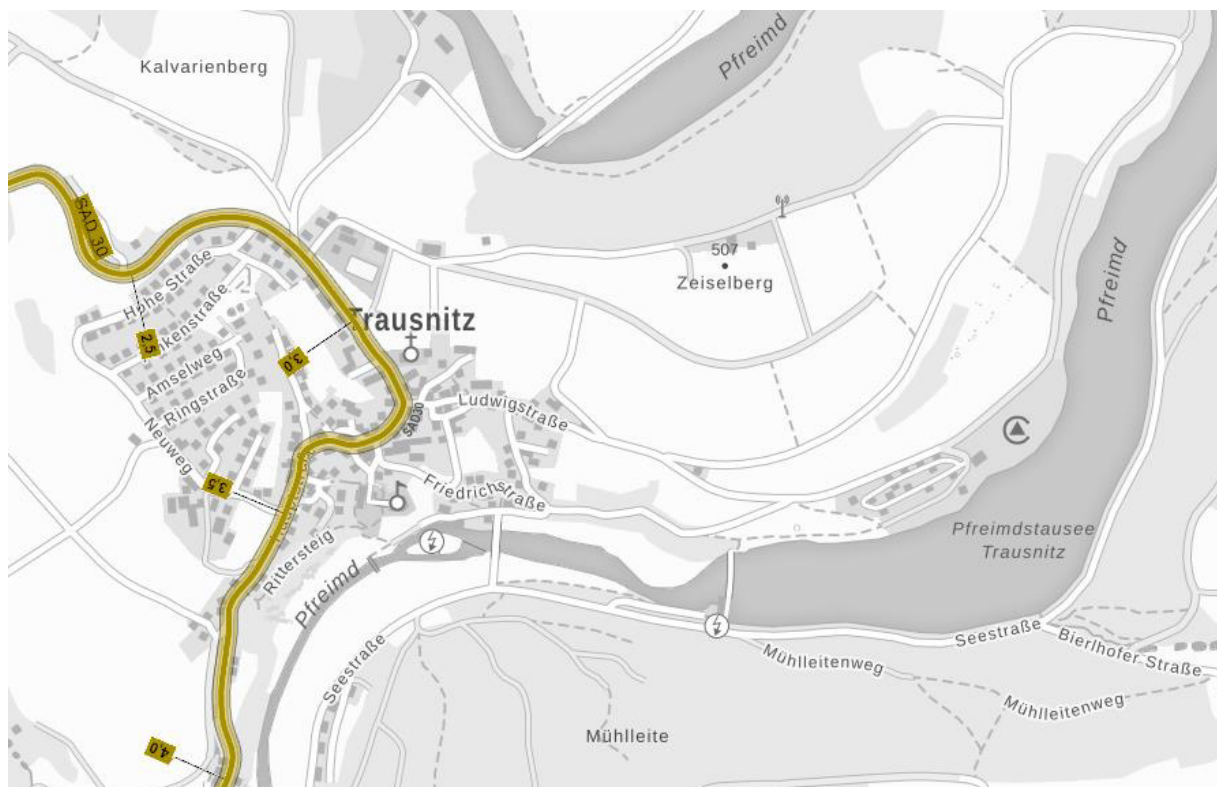 Kalvarienberg
Pfreimd
SAD 30
507
Zeiselberg
Pfreimd
Hohe Straße
Trausnitz
2,5
3,0
Amselweg
Ringstraße
Ludwigstraße
SAD30
Neuweg
3,5
Friedrichstraße
Pfreimdstausee
Trausnitz
Rittersteig
Pfreimd
Seestraße
Seestraße
Bierlhofer Straße
Mühlleitenweg
Mühlleitenweg
Mühlleite
4,0